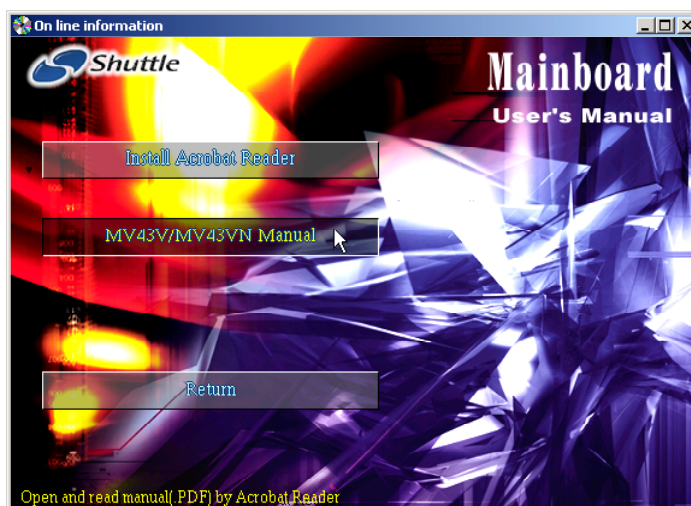 On line information
Shuttle
Mainboard
User's Manual
Install Acrobat Reader
MV43V/MV43VN Manual
Return
Open and read manual(.PDF) by Acrobat Reader